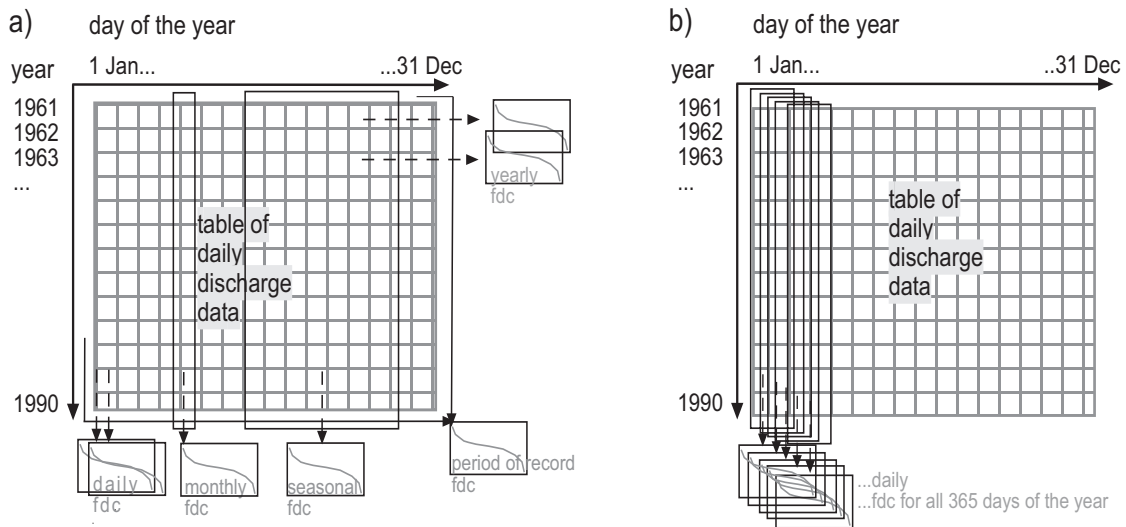 a)
day of the year
year
1 Jan...
...31 Dec
1961
1962
1963
...
1990
table of
daily
discharge
data
yearly
fdc
daily
fdc
monthly
fdc
seasonal
fdc
period of record
fdc
b)
day of the year
year
1 Jan...
..31 Dec
1961
1962
1963
...
1990
table of
daily
discharge
data
...daily
...fdc for all 365 days of the year